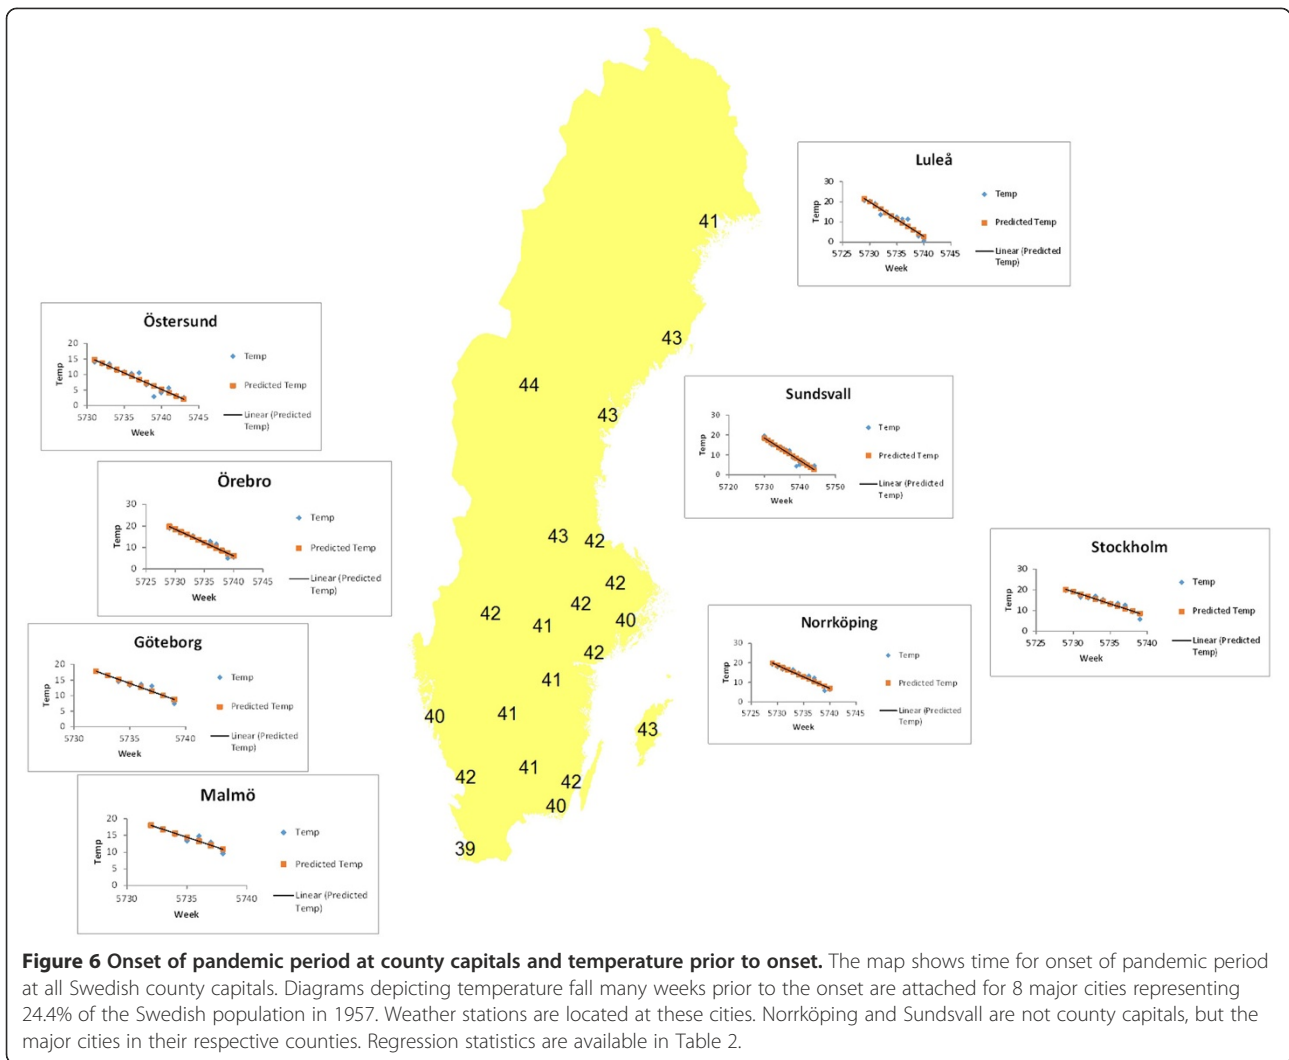 Luleå
Temp
30
20
10
0
5725 5730 5735 5740 5745
Week
Temp
Predicted Temp
Linear (Predicted
Temp)
Östersund
Temp
20
15
10
5
0
5730 5735 5740 5745
Week
Temp
Predicted Temp
Linear (Predicted
Temp)
Sundsvall
Temp
30
20
10
0
5720 5730 5740 5750
Week
Temp
Predicted Temp
Linear (Predicted
Temp)
Örebro
Temp
30
20
10
0
5725 5730 5735 5740 5745
Week
Temp
Predicted Temp
Linear (Predicted
Temp)
Stockholm
Temp
30
20
10
0
5725 5730 5735 5740
Week
Temp
Predicted Temp
Linear (Predicted
Temp)
Göteborg
Temp
20
15
10
5
0
5730 5735 5740
Week
Temp
Predicted Temp
Linear (Predicted
Temp)
Norrköping
Temp
30
20
10
0
5725 5730 5735 5740 5745
Week
Temp
Predicted Temp
Linear (Predicted
Temp)
Malmö
Temp
20
15
10
5
0
5730 5735 5740
Week
Temp
Predicted Temp
Linear (Predicted
Temp)
41
43
44
43
43 42
42
42 42
41 40
42
41
40 41
43
42 41 42
40
39
Figure 6 Onset of pandemic period at county capitals and temperature prior to onset. The map shows time for onset of pandemic period
at all Swedish county capitals. Diagrams depicting temperature fall many weeks prior to the onset are attached for 8 major cities representing
24.4% of the Swedish population in 1957. Weather stations are located at these cities. Norrköping and Sundsvall are not county capitals, but the
major cities in their respective counties. Regression statistics are available in Table 2.